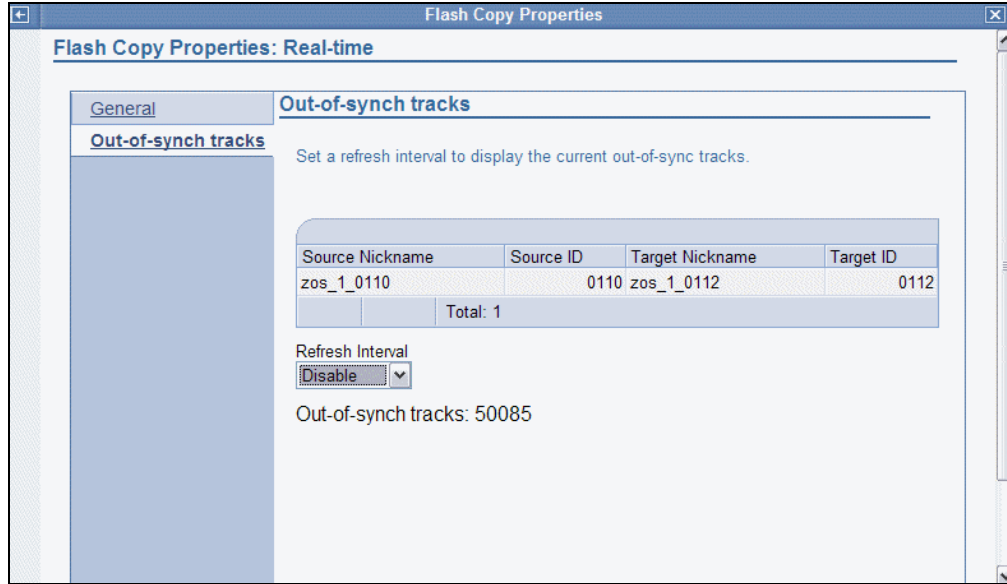 Flash Copy Properties
Flash Copy Properties: Real-time
General
Out-of-synch tracks
Out-of-synch tracks
Set a refresh interval to display the current out-of-sync tracks.
Source Nickname Source ID Target Nickname Target ID
zos_1_0110 0110 zos_1_0112 0112
Total: 1
Refresh Interval
Disable
Out-of-synch tracks: 50085